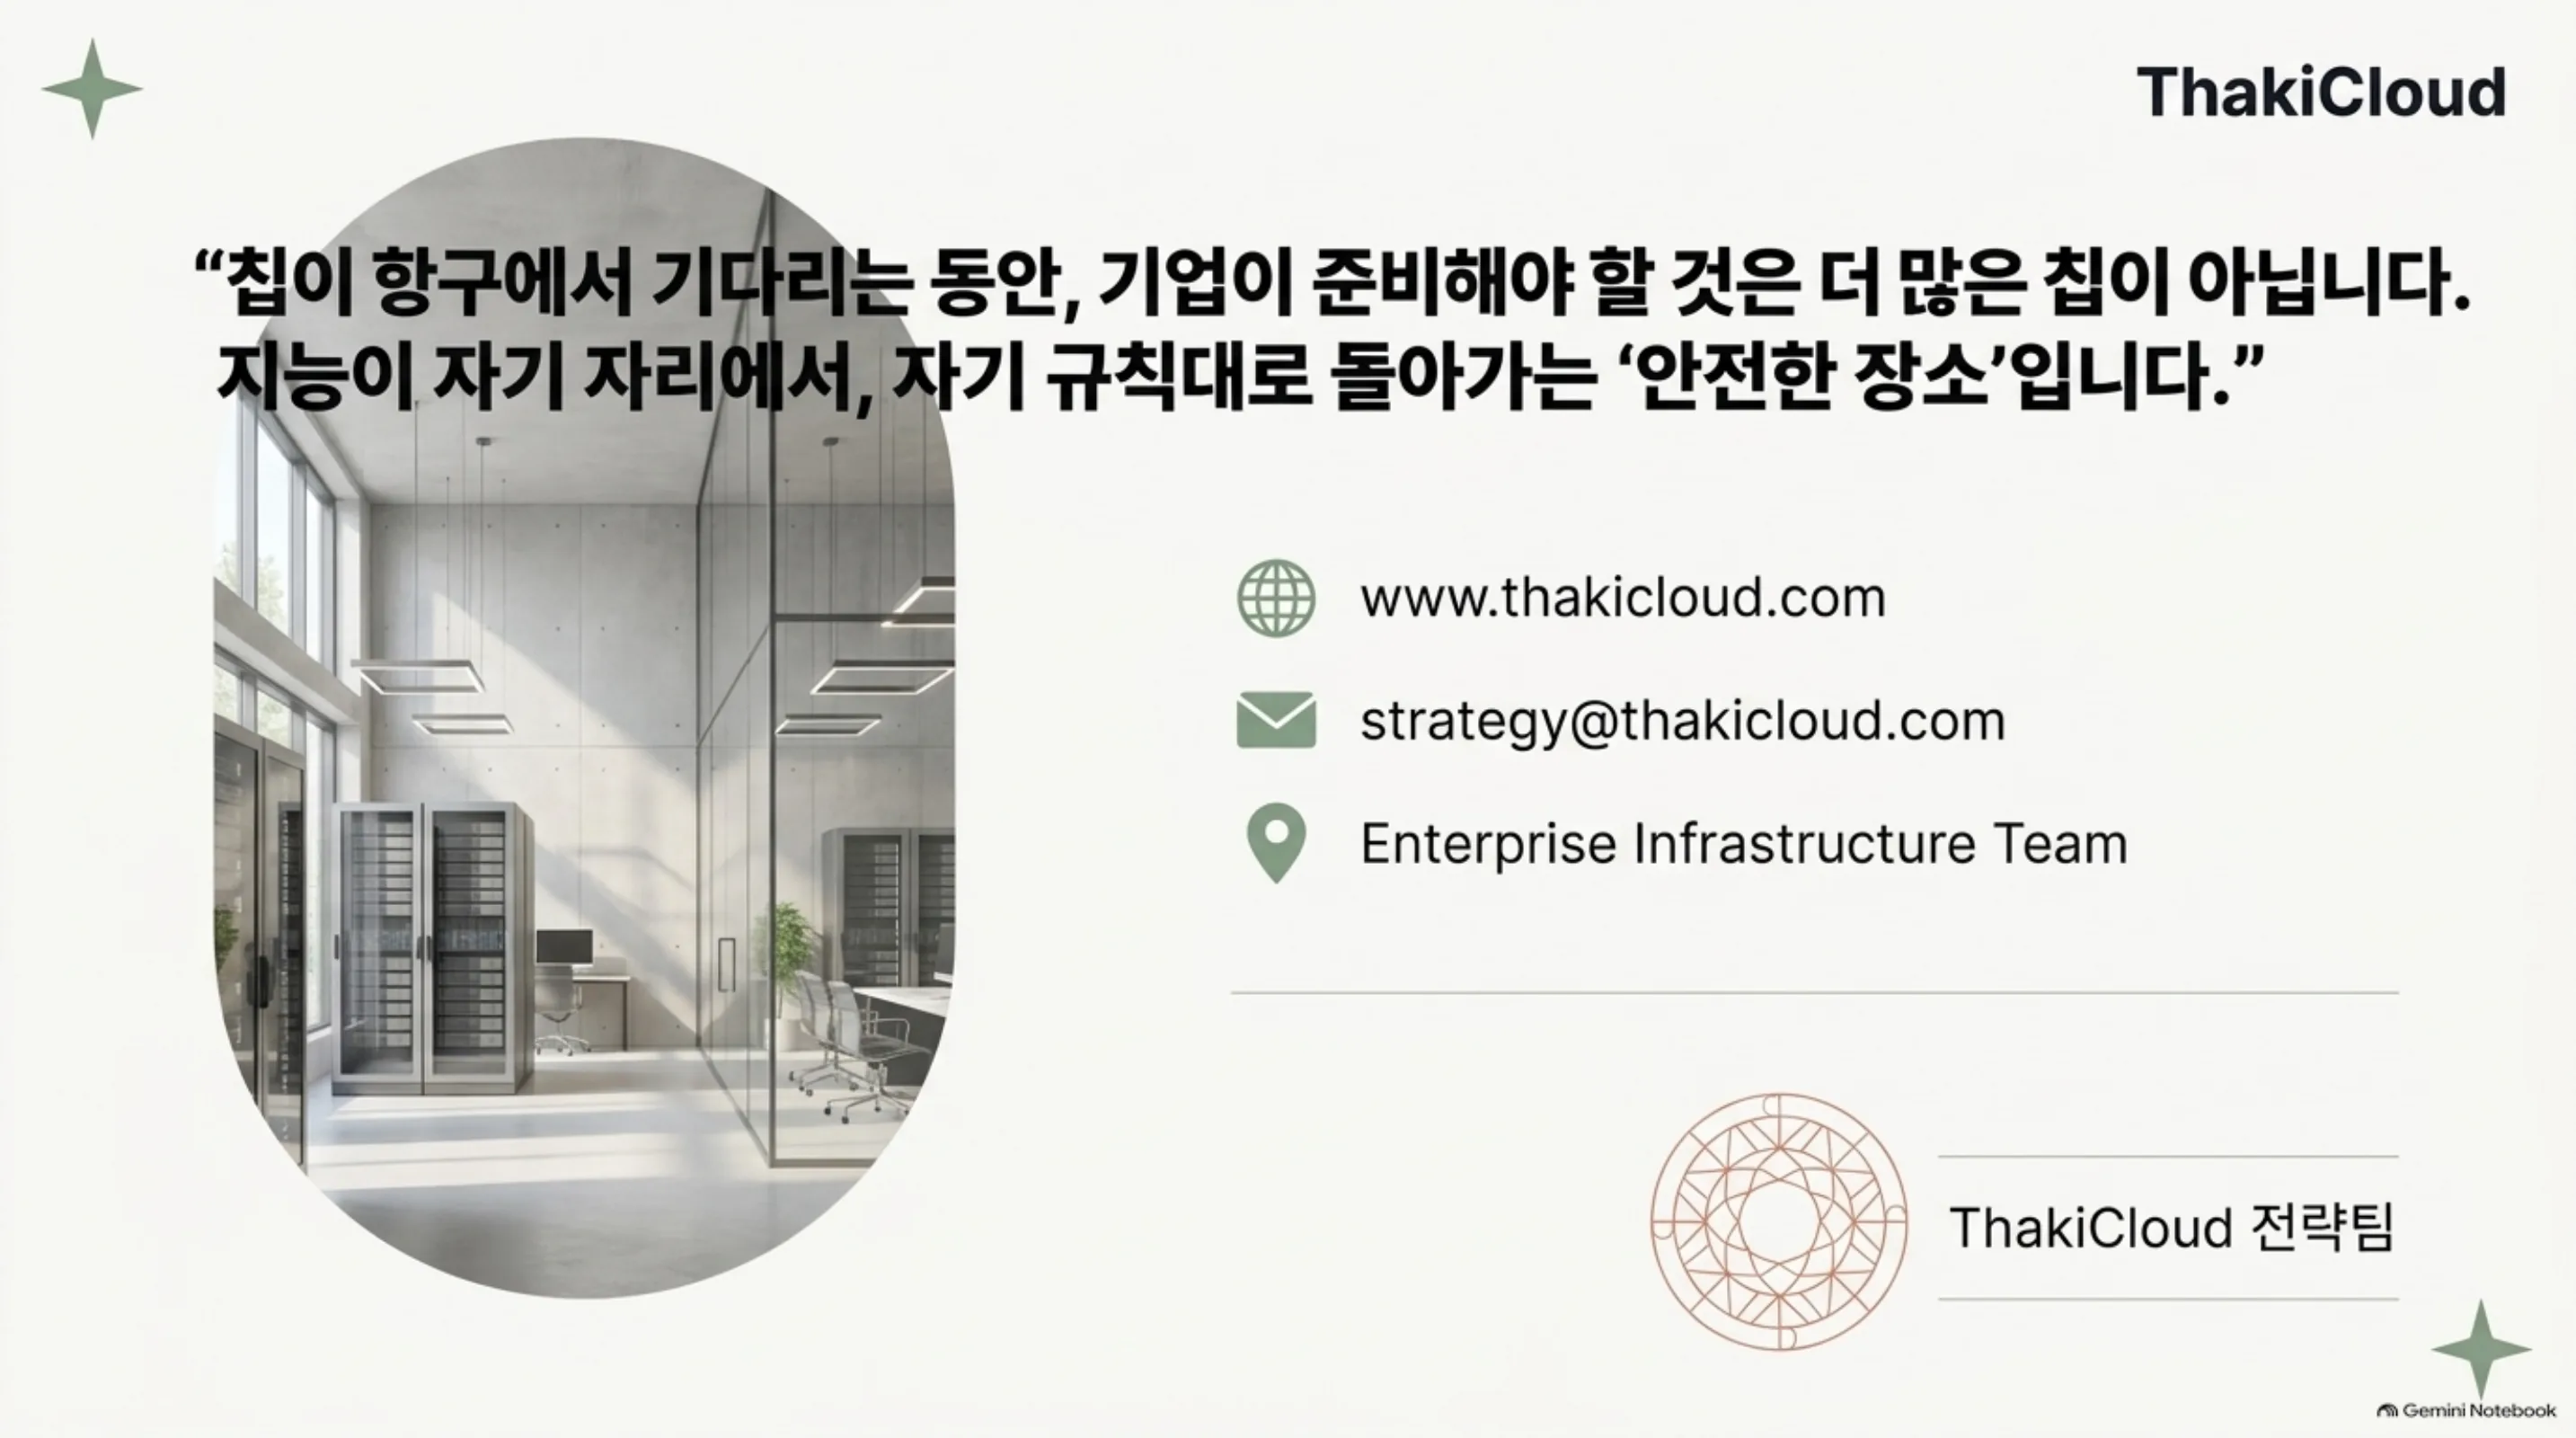 ThakiCloud
“칩이 항구에서 기다리는 동안, 기업이 준비해야 할 것은 더 많은 칩이 아닙니다.
지능이 자기 자리에서, 자기 규칙대로 돌아가는 ‘안전한 장소’입니다.”
www.thakicloud.com
strategy@thakicloud.com
Enterprise Infrastructure Team
ThakiCloud 전략팀
Gemini Notebook